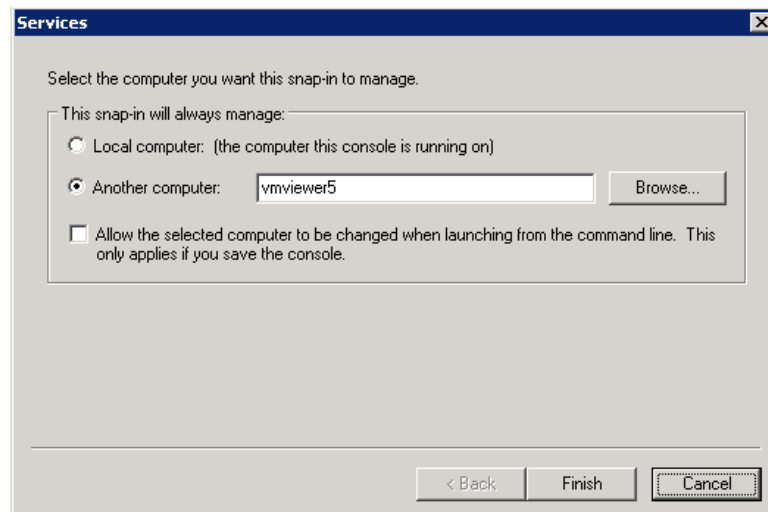 Services
Select the computer you want this snap-in to manage.
This snap-in will always manage:
Local computer: (the computer this console is running on)
Another computer: vmviewer5 Browse...
Allow the selected computer to be changed when launching from the command line. This
only applies if you save the console.
< Back Finish Cancel